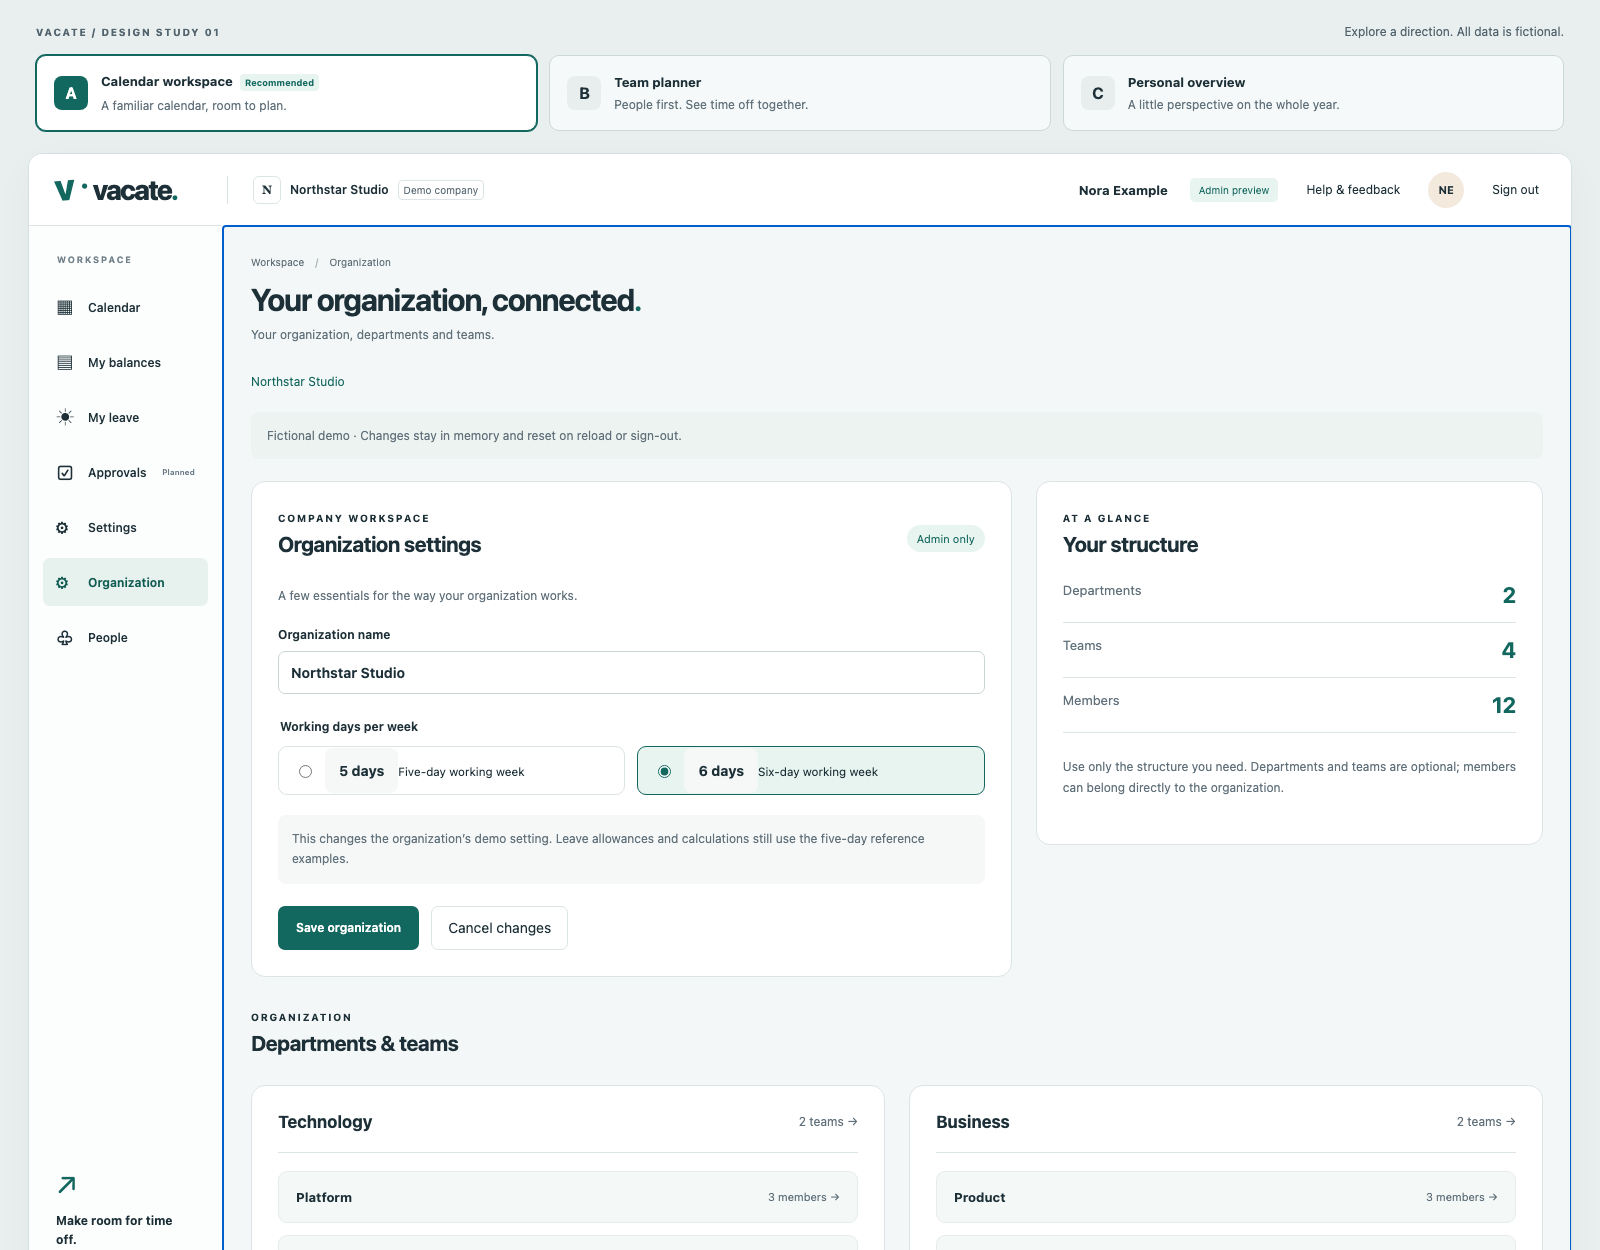 VACATE / DESIGN STUDY 01
Explore a direction. All data is fictional.
A
Calendar workspace Recommended
A familiar calendar, room to plan.
B
Team planner
People first. See time off together.
C
Personal overview
A little perspective on the whole year.
V vacate.
N Northstar Studio Demo company
Nora Example Admin preview Help & feedback NE Sign out
WORKSPACE
Calendar
My balances
My leave
Approvals Planned
Settings
Organization
People
Make room for time
off.
Workspace / Organization
Your organization, connected.
Your organization, departments and teams.
Northstar Studio
Fictional demo · Changes stay in memory and reset on reload or sign-out.
COMPANY WORKSPACE
Organization settings
Admin only
A few essentials for the way your organization works.
Organization name
Northstar Studio
Working days per week
5 days Five-day working week
6 days Six-day working week
This changes the organization's demo setting. Leave allowances and calculations still use the five-day reference
examples.
Save organization
Cancel changes
AT A GLANCE
Your structure
Departments 2
Teams 4
Members 12
Use only the structure you need. Departments and teams are optional; members
can belong directly to the organization.
ORGANIZATION
Departments & teams
Technology 2 teams →
Platform 3 members →
Business 2 teams →
Product 3 members →